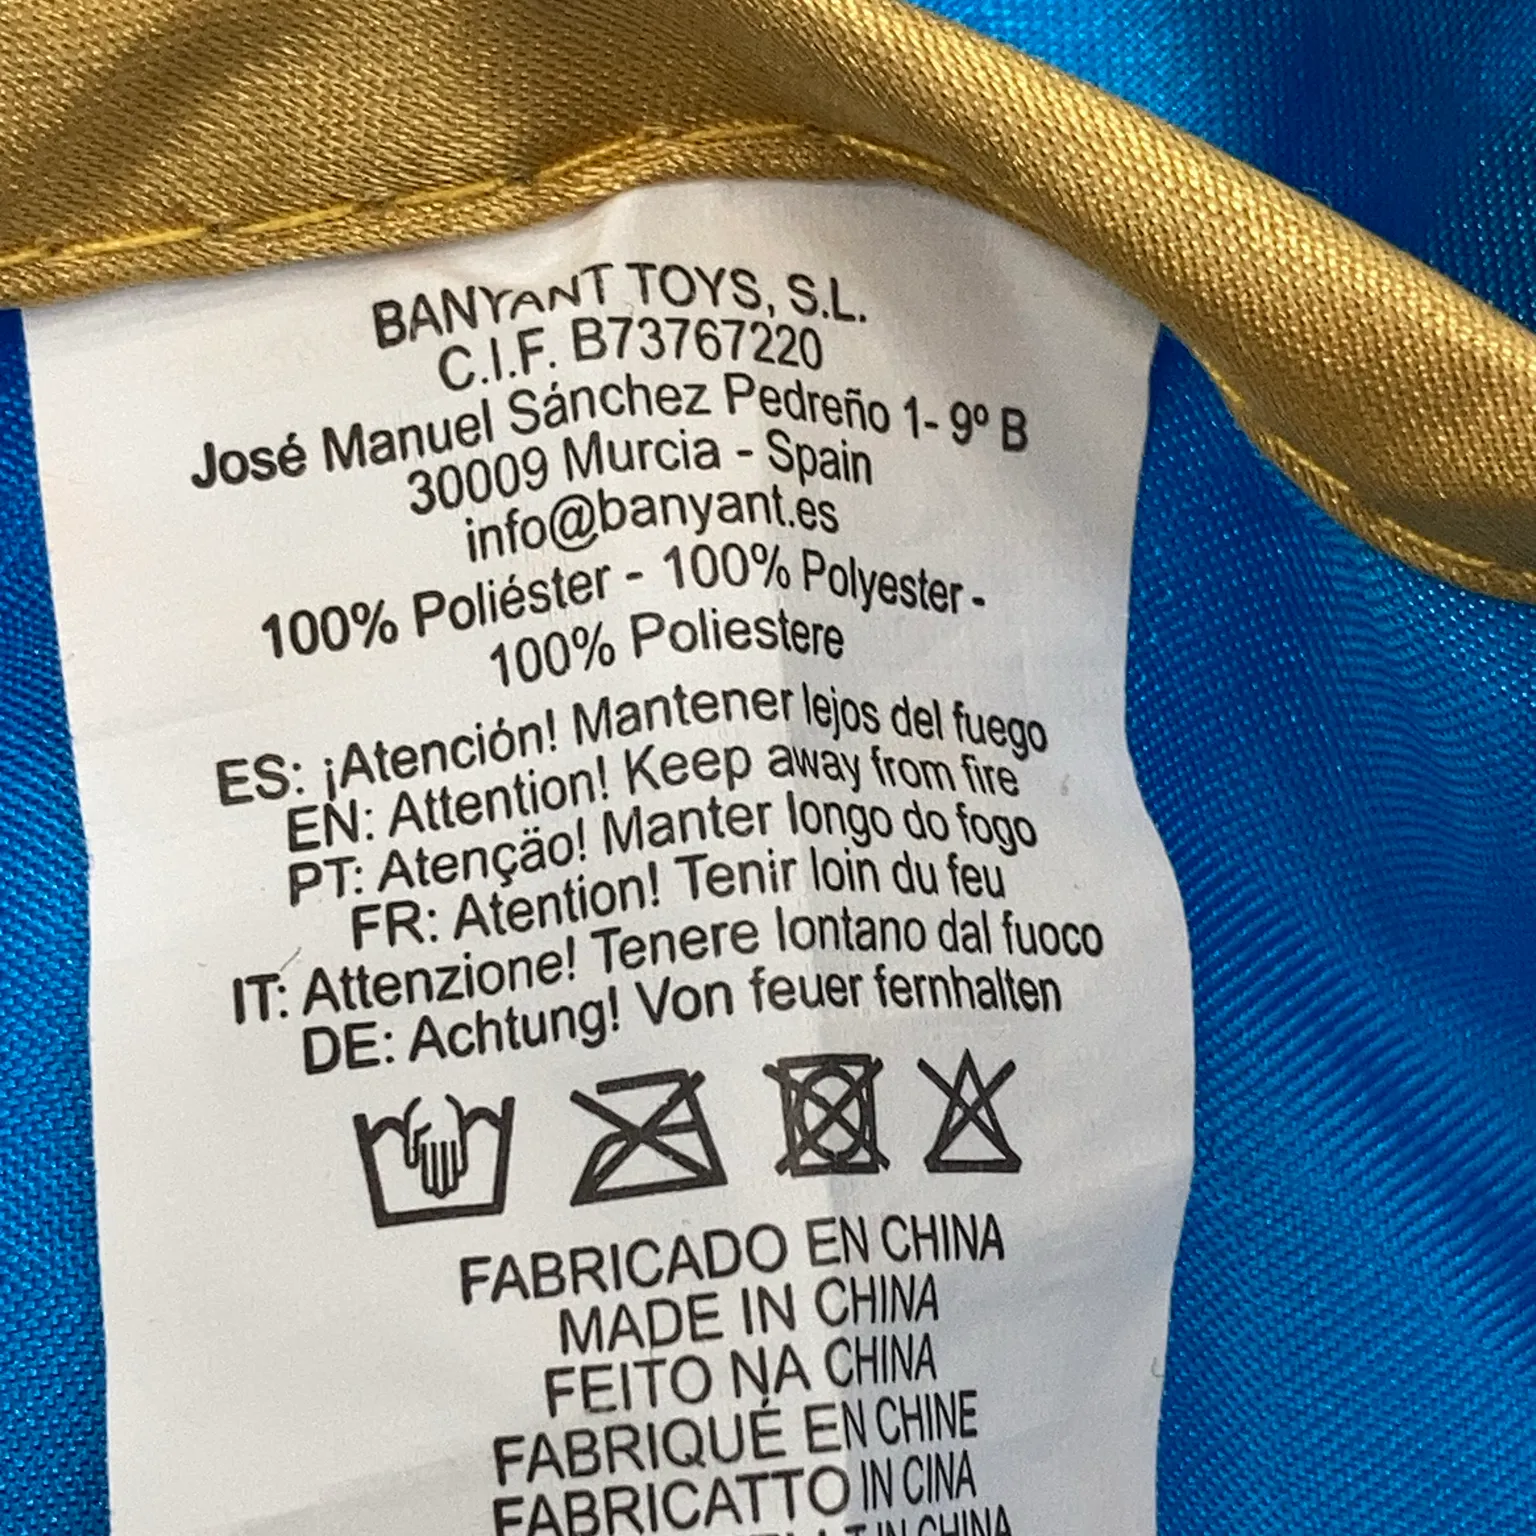 BANYANT TOYS, S.L.
C.I.F. B73767220
José Manuel Sánchez Pedreño 1- 9º B
30009 Murcia - Spain
info@banyant.es
100% Poliéster - 100% Polyester -
100% Poliestere
ES: ¡Atención! Mantener lejos del fuego
EN: Attention! Keep away from fire
PT: Atençäo! Manter longo do fogo
FR: Atention! Tenir loin du feu
IT: Attenzione! Tenere lontano dal fuoco
DE: Achtung! Von feuer fernhalten
FABRICADO EN CHINA
MADE IN CHINA
FEITO NA CHINA
FABRIQUÉ EN CHINE
FABRICATTO IN CINA
IN CHINA